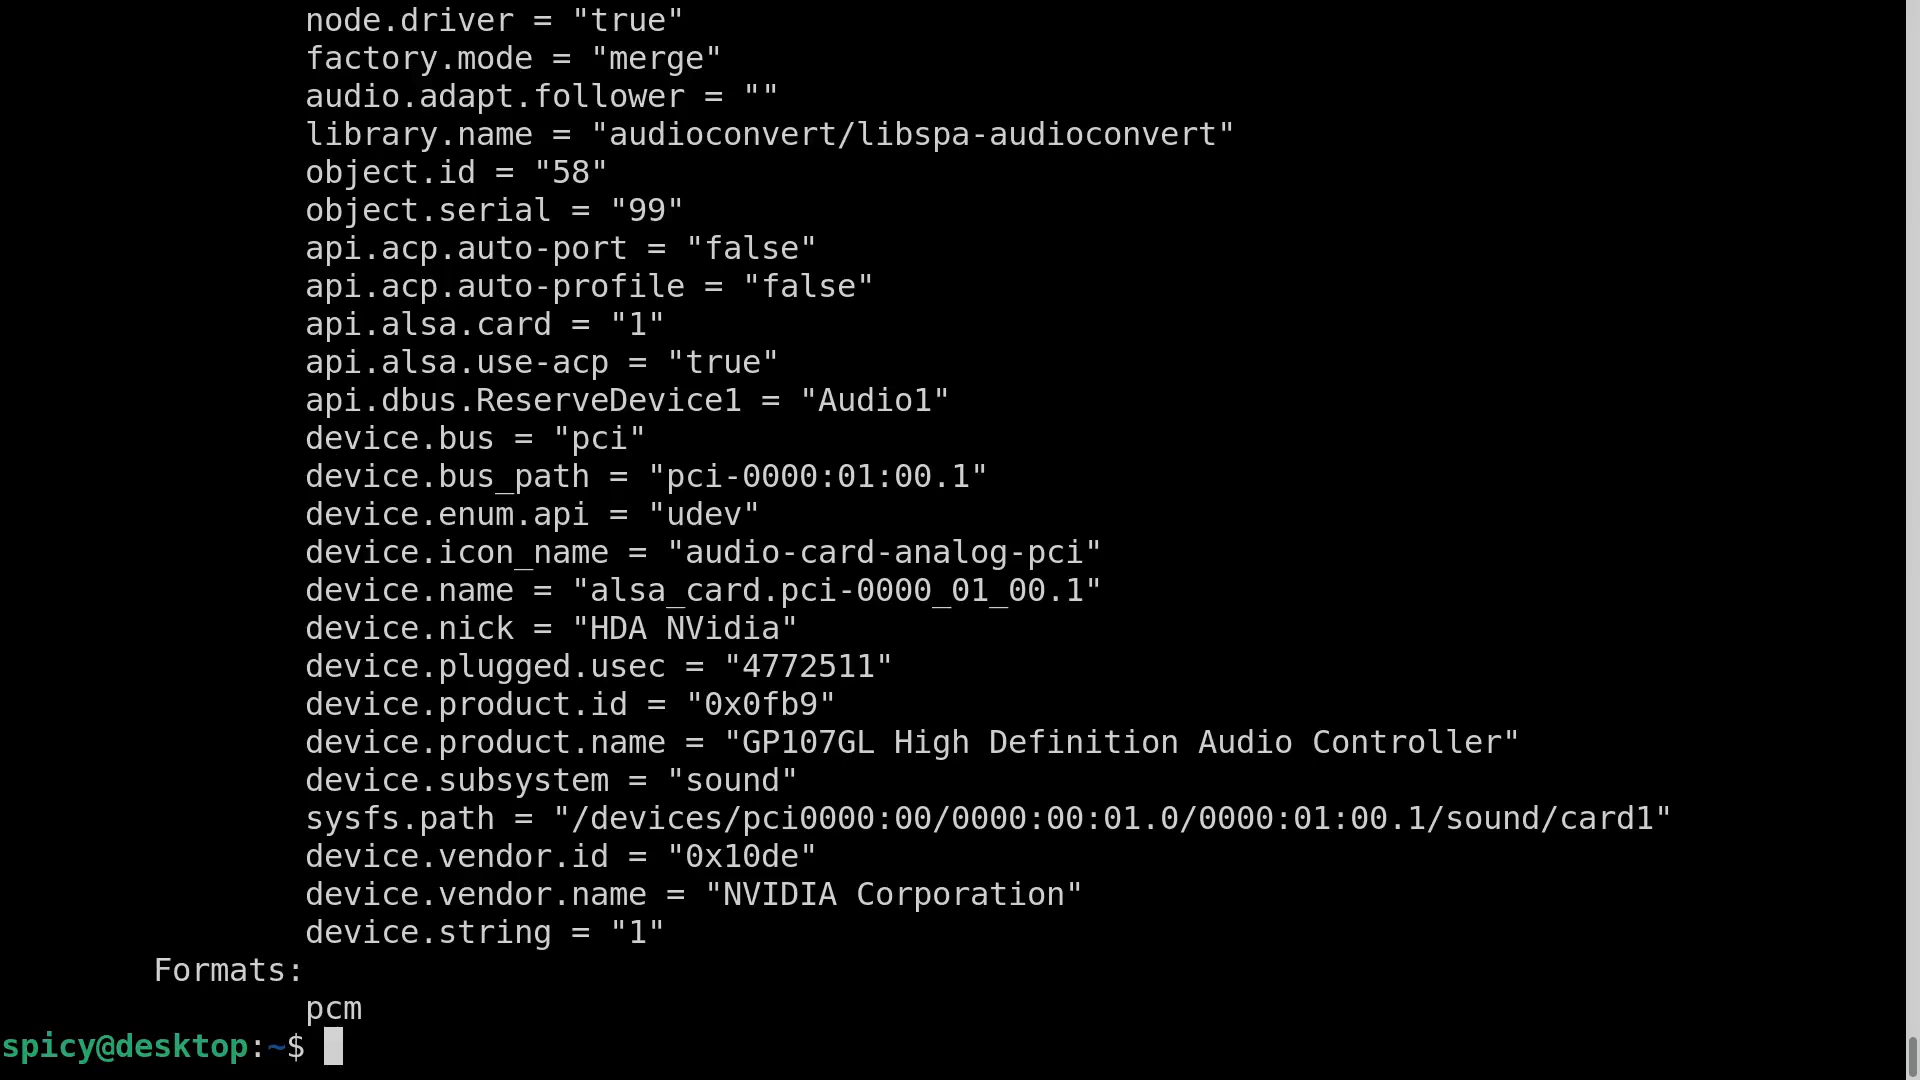 node.driver = "true"
factory.mode = "merge"
audio.adapt.follower = ""
library.name = "audioconvert/libspa-audioconvert"
object.id = "58"
object.serial = "99"
api.acp.auto-port = "false"
api.acp.auto-profile = "false"
api.alsa.card = "1"
api.alsa.use-acp = "true"
api.dbus.ReserveDevice1 = "Audio1"
device.bus = "pci"
device.bus_path = "pci-0000:01:00.1"
device.enum.api = "udev"
device.icon_name = "audio-card-analog-pci"
device.name = "alsa_card.pci-0000_01_00.1"
device.nick = "HDA NVidia"
device.plugged.usec = "4772511"
device.product.id = "0x0fb9"
device.product.name = "GP107GL High Definition Audio Controller"
device.subsystem = "sound"
sysfs.path = "/devices/pci0000:00/0000:00:01.0/0000:01:00.1/sound/card1"
device.vendor.id = "0x10de"
device.vendor.name = "NVIDIA Corporation"
device.string = "1"
Formats:
pcm
spicy@desktop:~$